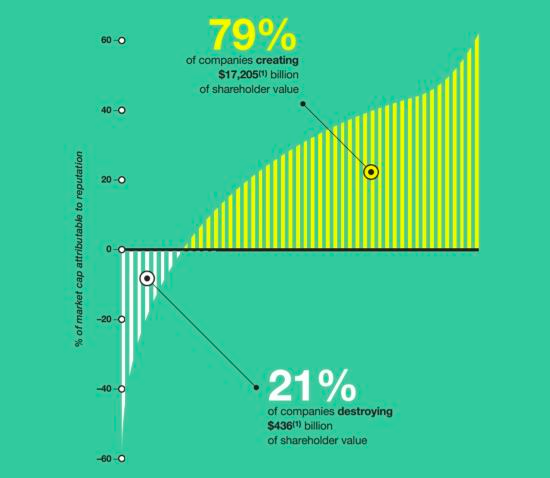 79%
of companies creating
$17,205(1) billion
of shareholder value
60
40
20
0
-20
-40
-60
% of market cap attributable to reputation
21%
of companies destroying
$436(1) billion
of shareholder value